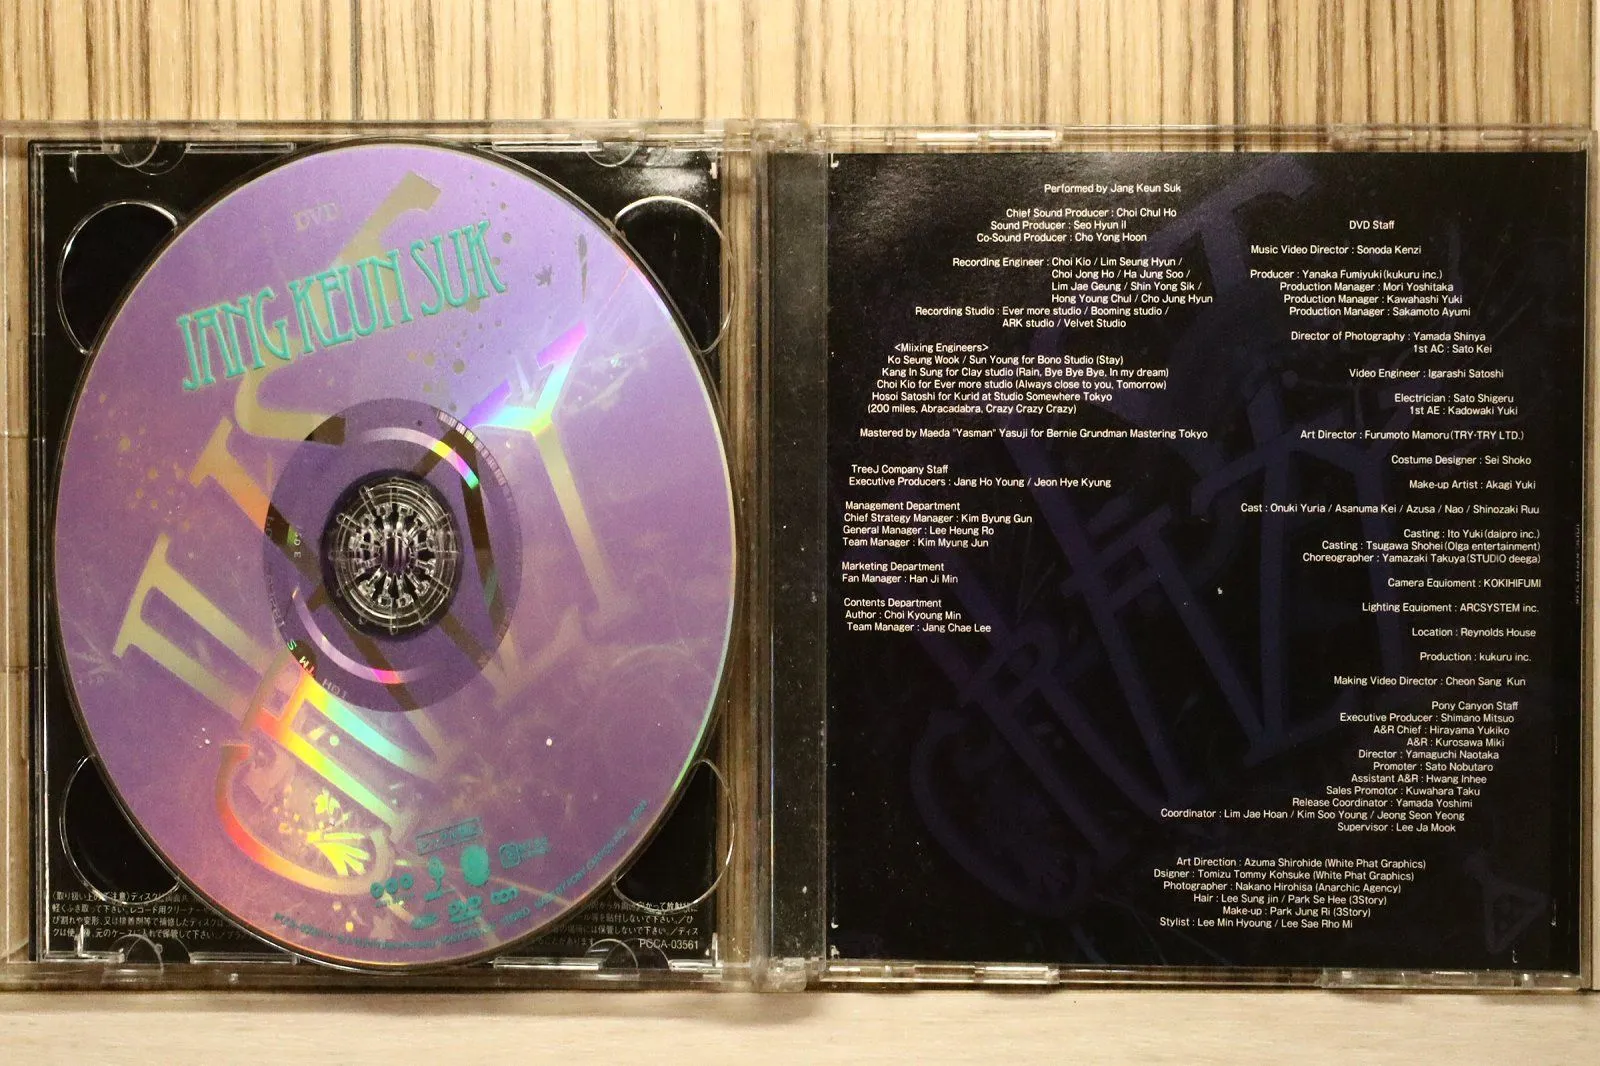 DVD
JANG KEUN SUK
JUST
CRAZY
PCCA-03561
Performed by Jang Keun Suk
Chief Sound Producer : Choi Chul Ho
Sound Producer : Seo Hyun il
Co-Sound Producer : Cho Yong Hoon
Recording Engineer : Choi Kio / Lim Seung Hyun /
Choi Jong Ho / Ha Jung Soo /
Lim Jae Geung / Shin Yong Sik /
Hong Young Chul / Cho Jung Hyun
Recording Studio : Ever more studio / Booming studio /
ARK studio / Velvet Studio
<Miixing Engineers>
Ko Seung Wook / Sun Young for Bono Studio (Stay)
Kang In Sung for Clay studio (Rain, Bye Bye Bye, In my dream)
Choi Kio for Ever more studio (Always close to you, Tomorrow)
Hosoi Satoshi for Kurid at Studio Somewhere Tokyo
(200 miles, Abracadabra, Crazy Crazy Crazy)
Mastered by Maeda "Yasman" Yasuji for Bernie Grundman Mastering Tokyo
TreeJ Company Staff
Executive Producers : Jang Ho Young / Jeon Hye Kyung
Management Department
Chief Strategy Manager : Kim Byung Gun
General Manager : Lee Heung Ro
Team Manager : Kim Myung Jun
Marketing Department
Fan Manager : Han Ji Min
Contents Department
Author : Choi Kyoung Min
Team Manager : Jang Chae Lee
DVD Staff
Music Video Director : Sonoda Kenzi
Producer : Yanaka Fumiyuki(kukuru inc.)
Production Manager : Mori Yoshitaka
Production Manager : Kawahashi Yuki
Production Manager : Sakamoto Ayumi
Director of Photography : Yamada Shinya
1st AC : Sato Kei
Video Engineer : Igarashi Satoshi
Electrician : Sato Shigeru
1st AE : Kadowaki Yuki
Art Director : Furumoto Mamoru(TRY-TRY LTD.)
Costume Designer : Sei Shoko
Make-up Artist : Akagi Yuki
Cast : Onuki Yuria / Asanuma Kei / Azusa / Nao / Shinozaki Ruu
Casting : Ito Yuki(daipro inc.)
Casting : Tsugawa Shohei(Olga entertainment)
Choreographer : Yamazaki Takuya(STUDIO deega)
Camera Equioment : KOKIHIFUMI
Lighting Equipment : ARCSYSTEM inc.
Location : Reynolds House
Production : kukuru inc.
Making Video Director : Cheon Sang Kun
Pony Canyon Staff
Executive Producer : Shimano Mitsuo
A&R Chief : Hirayama Yukiko
A&R : Kurosawa Miki
Director : Yamaguchi Naotaka
Promoter : Sato Nobutaro
Assistant A&R : Hwang Inhee
Sales Promotor : Kuwahara Taku
Release Coordinator : Yamada Yoshimi
Coordinator : Lim Jae Hoan / Kim Soo Young / Jeong Seon Yeong
Supervisor : Lee Ja Mook
Art Direction : Azuma Shirohide (White Phat Graphics)
Dsigner : Tomizu Tommy Kohsuke (White Phat Graphics)
Photographer : Nakano Hirohisa (Anarchic Agency)
Hair : Lee Sung jin / Park Se Hee (3Story)
Make-up : Park Jung Ri (3Story)
Stylist : Lee Min Hyoung / Lee Sae Rho Mi